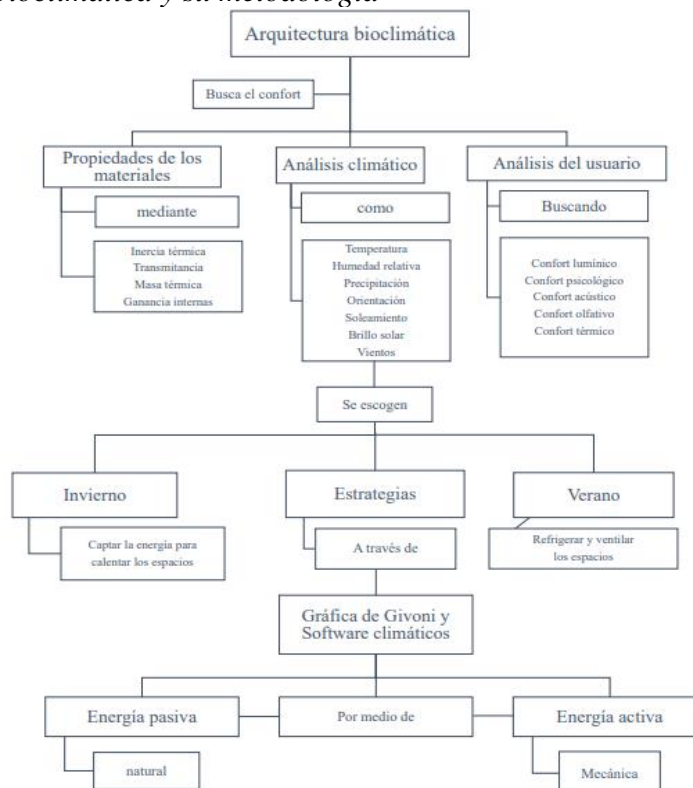 bioclimática y su metodología
Arquitectura bioclimática
Busca el confort
Propiedades de los
materiales
Análisis climático
Análisis del usuario
mediante
como
Buscando
Inercia térmica
Transmitancia
Masa térmica
Ganancia internas
Temperatura
Humedad relativa
Precipitación
Orientación
Soleamiento
Brillo solar
Vientos
Confort lumínico
Confort psicológico
Confort acústico
Confort olfativo
Confort térmico
Se escogen
Invierno
Estrategias
Verano
Captar la energía para
calentar los espacios
A través de
Refrigerar y ventilar
los espacios
Gráfica de Givoni y
Software climáticos
Energía pasiva
Por medio de
Energía activa
natural
Mecánica